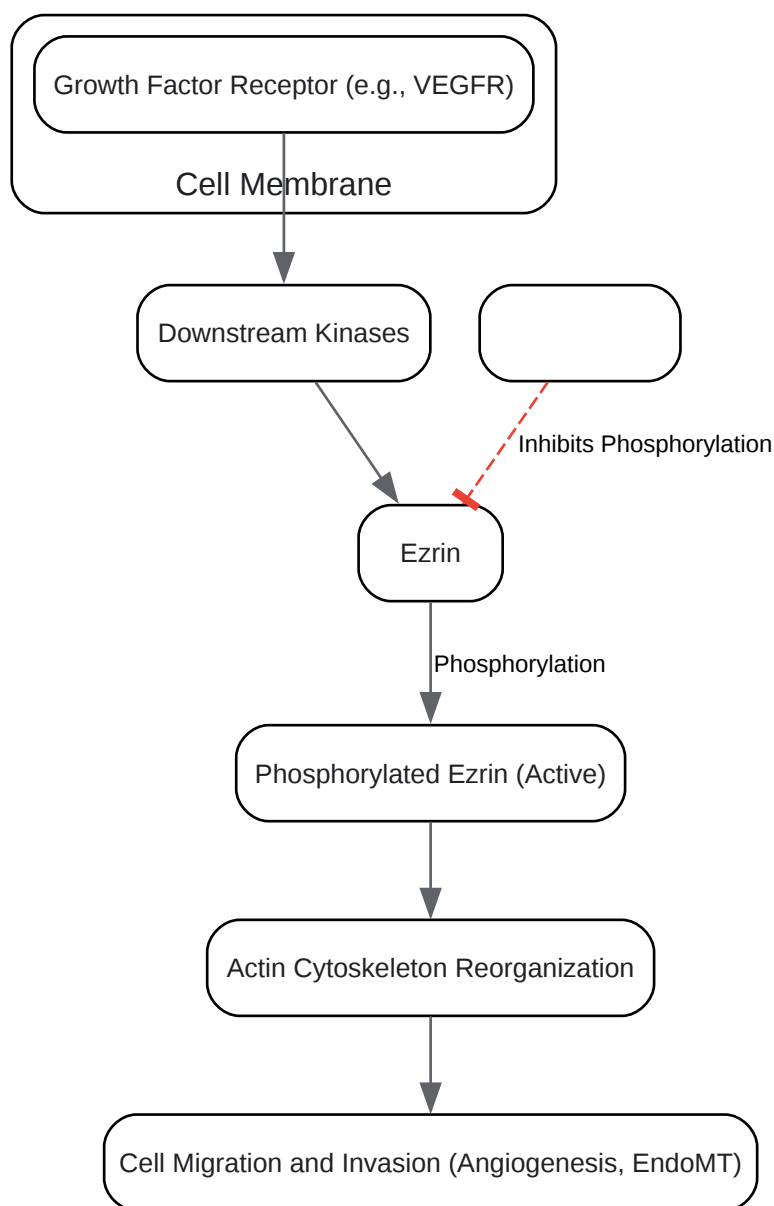 Growth Factor Receptor (e.g., VEGFR)
Cell Membrane
Downstream Kinases
Inhibits Phosphorylation
Ezrin
Phosphorylation
Phosphorylated Ezrin (Active)
Actin Cytoskeleton Reorganization
Cell Migration and Invasion (Angiogenesis, EndoMT)